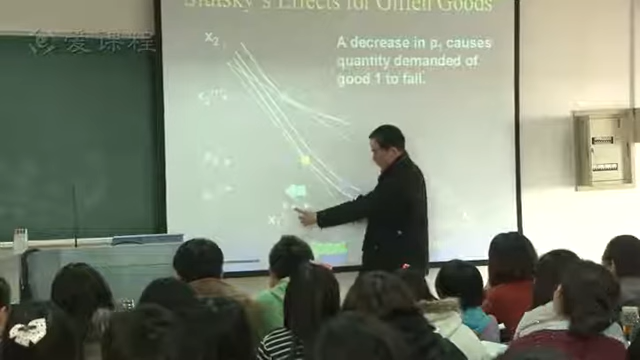 Slutsky's Effects for Giffen Goods
爱课程
x2
A decrease in p1 causes
quantity demanded of
good 1 to fall.